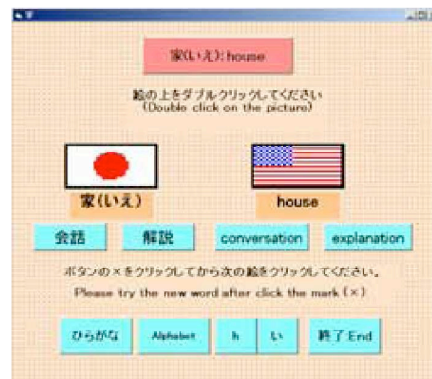 家
家(いえ):house
絵の上をダブルクリックしてください
(Double click on the picture)
家(いえ) house
会話 解説 conversation explanation
ボタンの×をクリックしてから次の絵をクリックしてください。
Please try the new word after click the mark (×)
ひらがな Alphabet h い 終了:End